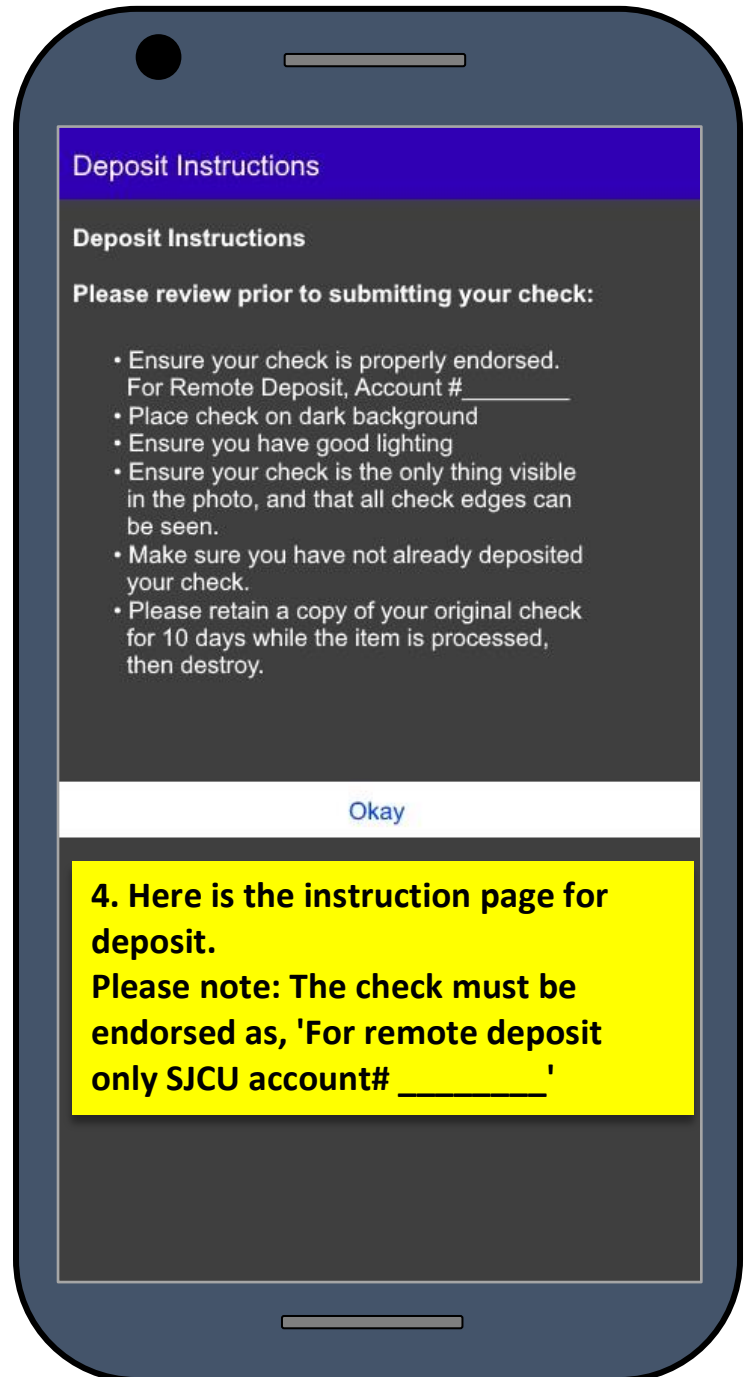 Deposit Instructions
Deposit Instructions
Please review prior to submitting your check:
• Ensure your check is properly endorsed.
For Remote Deposit, Account #________
• Place check on dark background
• Ensure you have good lighting
• Ensure your check is the only thing visible
in the photo, and that all check edges can
be seen.
• Make sure you have not already deposited
your check.
• Please retain a copy of your original check
for 10 days while the item is processed,
then destroy.
Okay
4. Here is the instruction page for
deposit.
Please note: The check must be
endorsed as, 'For remote deposit
only SJCU account# ________'